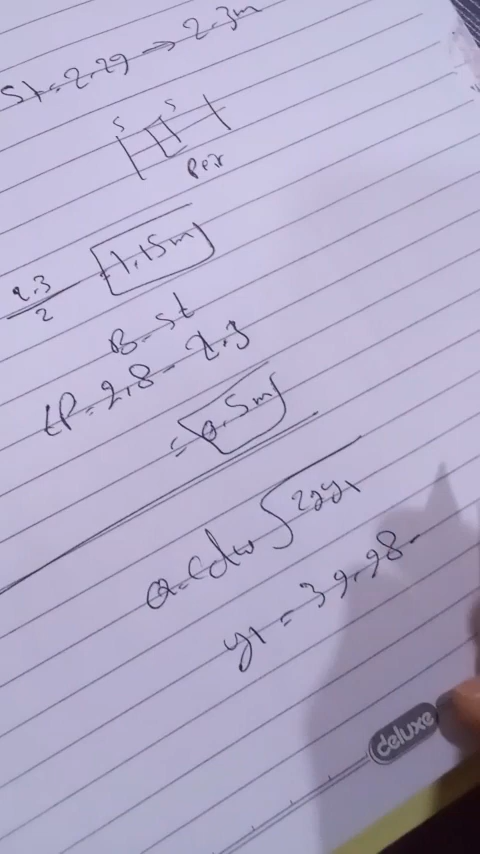 St = 2.29 → 2.3m
S S
Per
2.3/2 = 1.15m
B - St
tP = 2.8 - 2.3
= 0.5m
Q = Cdw √2gy1
y1 = 39.98 -
deluxe